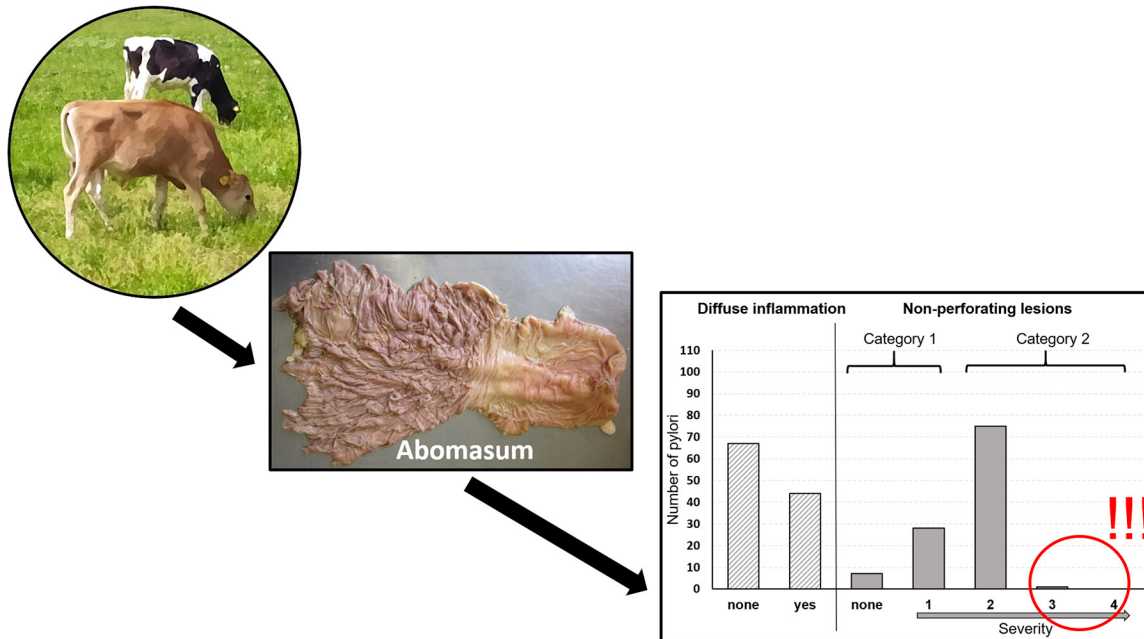 Abomasum
Diffuse inflammation
Non-perforating lesions
Category 1
Category 2
Number of pylori
110
100
90
80
70
60
50
40
30
20
10
0
none
yes
none
1
2
3
4
Severity
!!!